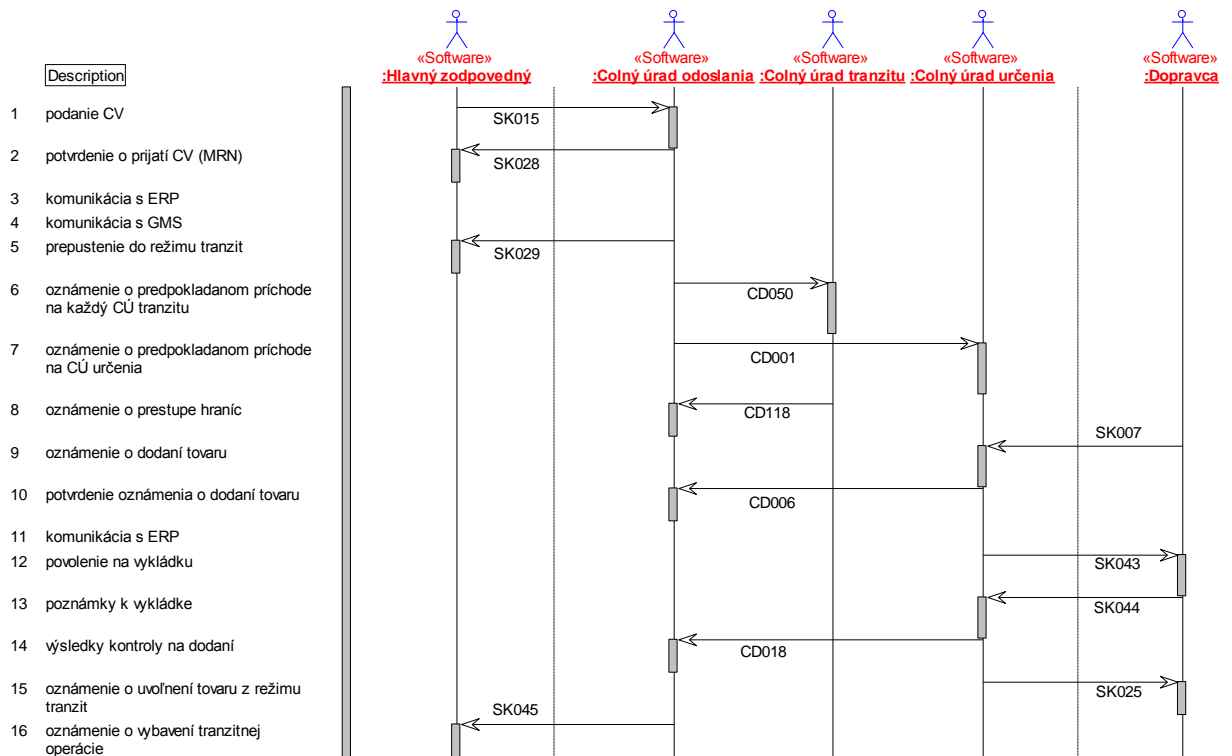 «Software» «Software» «Software» «Software» «Software»
:Hlavný zodpovedný :Colný úrad odoslania :Colný úrad tranzitu :Colný úrad určenia :Dopravca
Description
1 podanie CV
SK015
2 potvrdenie o prijatí CV (MRN)
SK028
3 komunikácia s ERP
4 komunikácia s GMS
5 prepustenie do režimu tranzit
SK029
6 oznámenie o predpokladanom príchode
na každý CÚ tranzitu
CD050
7 oznámenie o predpokladanom príchode
na CÚ určenia
CD001
8 oznámenie o prestupe hraníc
CD118
SK007
9 oznámenie o dodaní tovaru
10 potvrdenie oznámenia o dodaní tovaru
CD006
11 komunikácia s ERP
12 povolenie na vykládku
SK043
13 poznámky k vykládke
SK044
14 výsledky kontroly na dodaní
CD018
15 oznámenie o uvoľnení tovaru z režimu
tranzit
SK025
SK045
16 oznámenie o vybavení tranzitnej
operácie